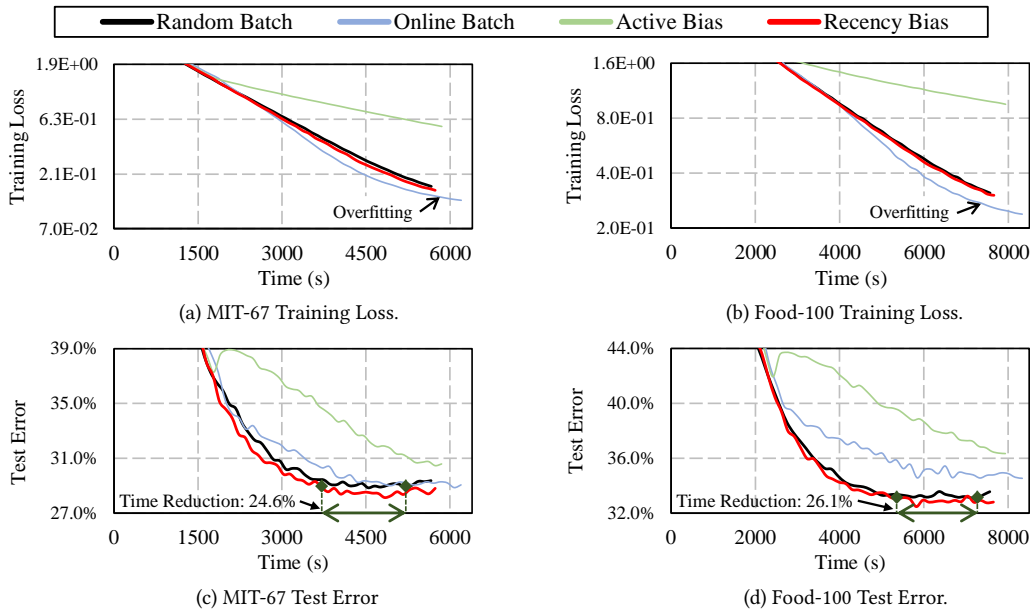 Random Batch Online Batch Active Bias Recency Bias
1.9E+00
6.3E-01
2.1E-01
7.0E-02
Training Loss
Overfitting
0 1500 3000 4500 6000
Time (s)
(a) MIT-67 Training Loss.
1.6E+00
8.0E-01
4.0E-01
2.0E-01
Training Loss
Overfitting
0 2000 4000 6000 8000
Time (s)
(b) Food-100 Training Loss.
39.0%
35.0%
31.0%
27.0%
Test Error
Time Reduction: 24.6%
0 1500 3000 4500 6000
Time (s)
(c) MIT-67 Test Error
44.0%
40.0%
36.0%
32.0%
Test Error
Time Reduction: 26.1%
0 2000 4000 6000 8000
Time (s)
(d) Food-100 Test Error.